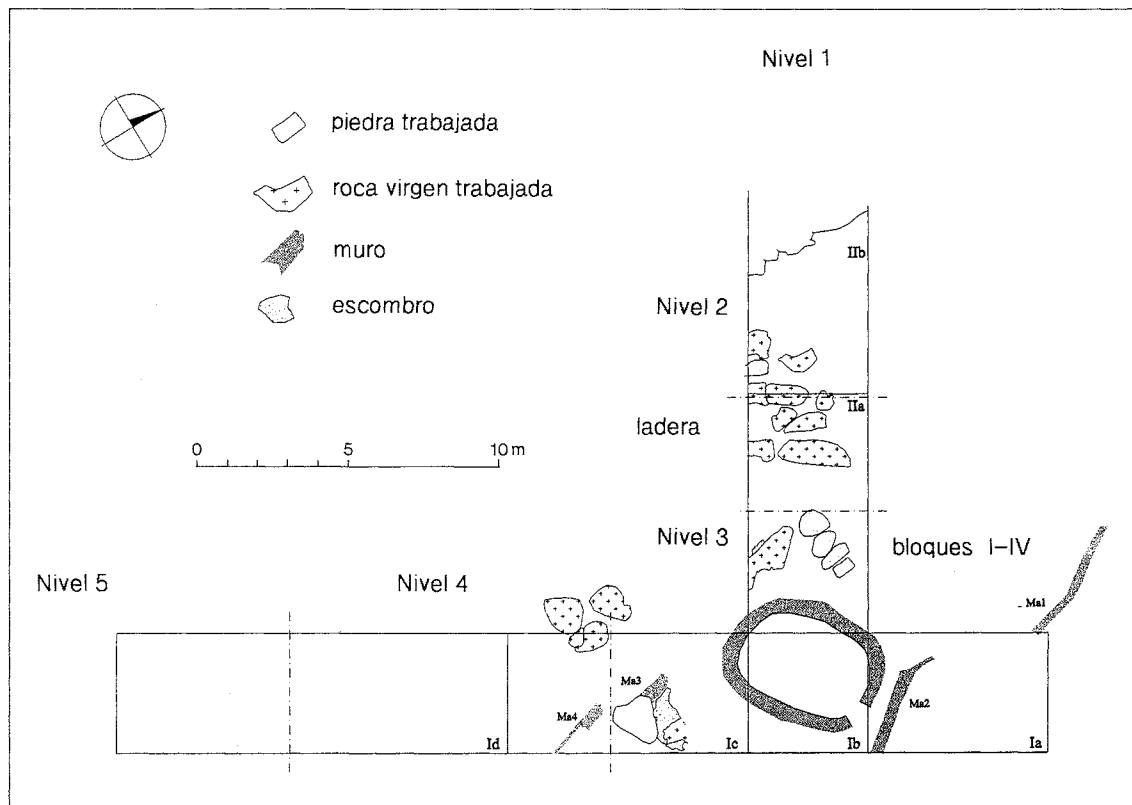 Nivel 1
piedra trabajada
roca virgen trabajada
muro
escombro
IIb
Nivel 2
IIa
ladera
0 5 10 m
Nivel 3
bloques I-IV
Nivel 5
Nivel 4
Ma1
Ma3
Ma4
Ma2
Id
Ic
Ib
Ia